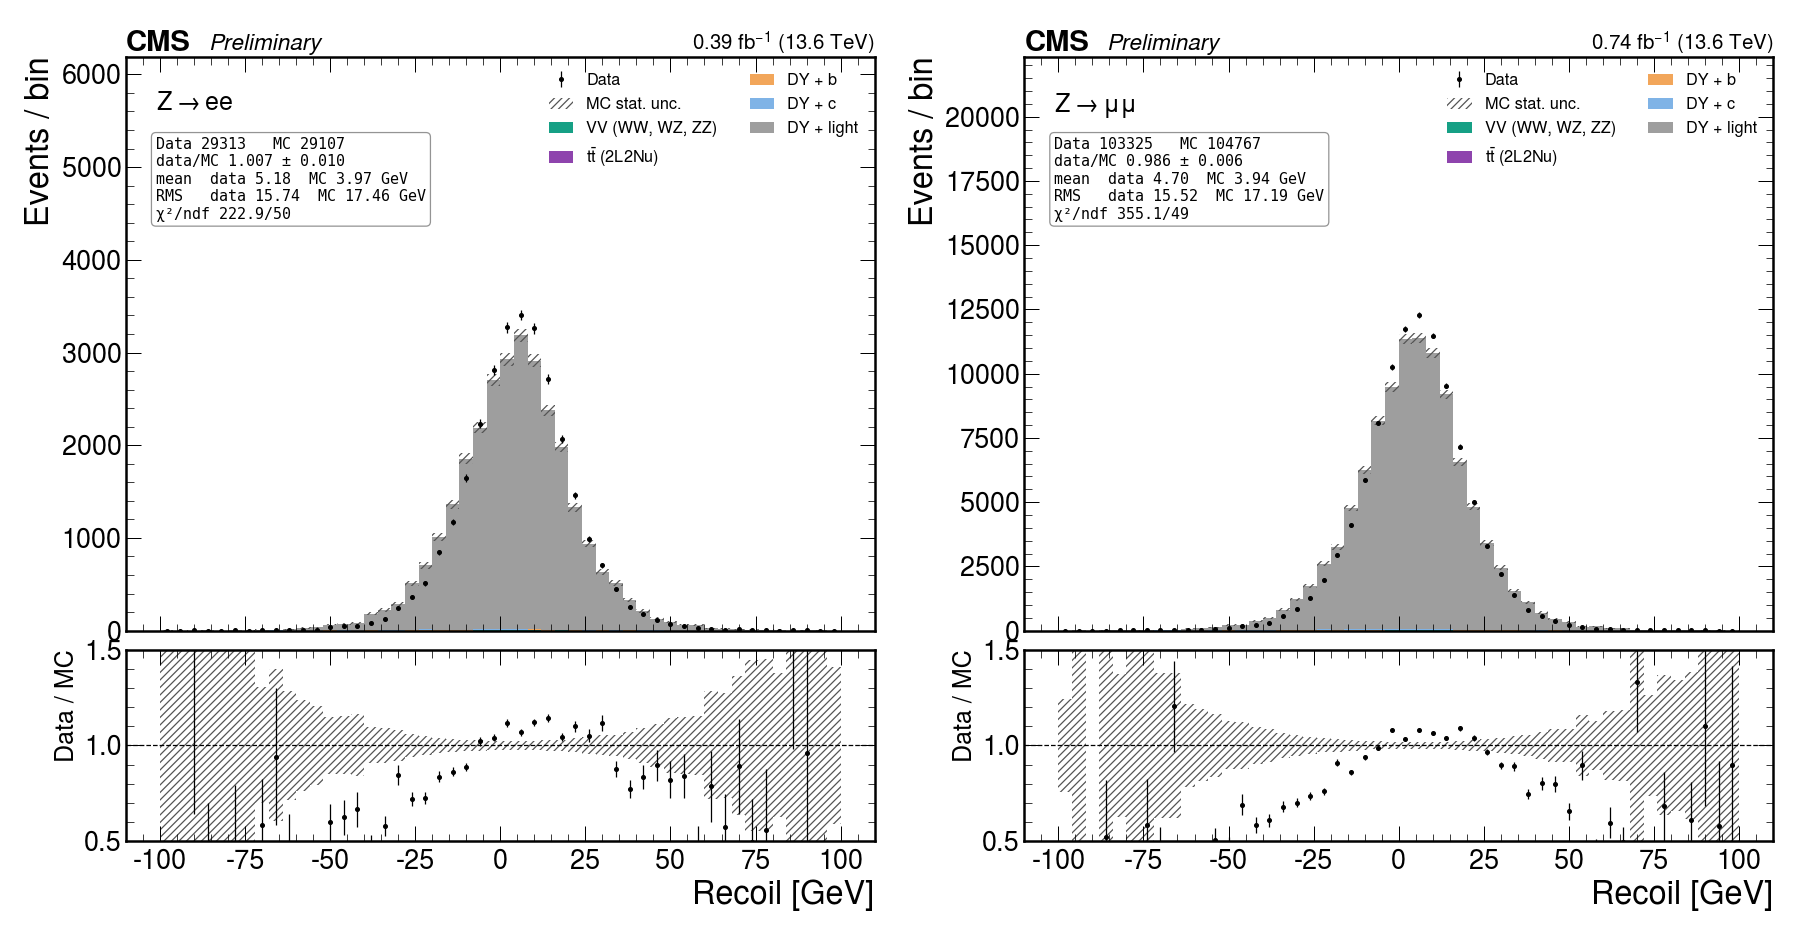 CMS Preliminary 0.39 fb⁻¹ (13.6 TeV)
Events / bin
6000
5000
4000
3000
2000
1000
0
Z → ee
Data 29313   MC 29107
data/MC 1.007 ± 0.010
mean  data 5.18  MC 3.97 GeV
RMS   data 15.74  MC 17.46 GeV
χ²/ndf 222.9/50
Data
MC stat. unc.
VV (WW, WZ, ZZ)
tt̄ (2L2Nu)
DY + b
DY + c
DY + light
Data / MC
1.5
1.0
0.5
-100 -75 -50 -25 0 25 50 75 100
Recoil [GeV]
CMS Preliminary 0.74 fb⁻¹ (13.6 TeV)
Events / bin
20000
17500
15000
12500
10000
7500
5000
2500
0
Z → μμ
Data 103325   MC 104767
data/MC 0.986 ± 0.006
mean  data 4.70  MC 3.94 GeV
RMS   data 15.52  MC 17.19 GeV
χ²/ndf 355.1/49
Data
MC stat. unc.
VV (WW, WZ, ZZ)
tt̄ (2L2Nu)
DY + b
DY + c
DY + light
Data / MC
1.5
1.0
0.5
-100 -75 -50 -25 0 25 50 75 100
Recoil [GeV]